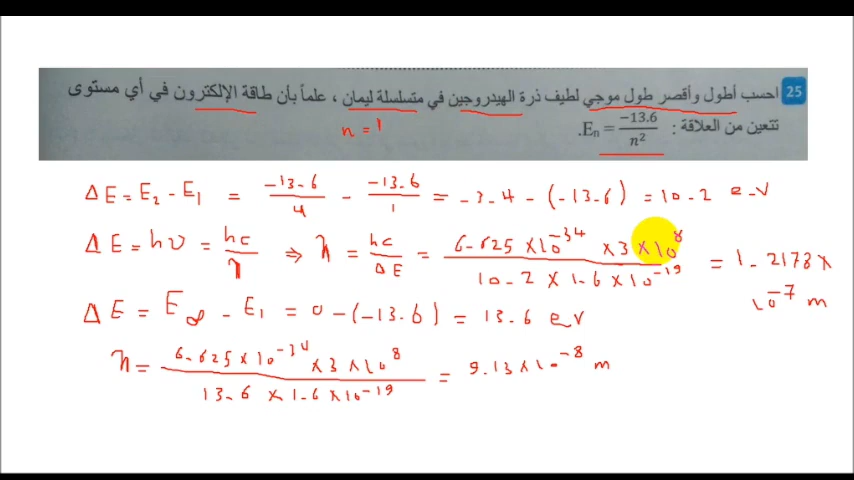 25 احسب أطول وأقصر طول موجي لطيف ذرة الهيدروجين في متسلسلة ليمان ، علماً بأن طاقة الإلكترون في أي مستوى
تتعين من العلاقة : Eₙ = −13.6 / n².
n = 1
ΔE = E₂ - E₁ = -13.6/4 - -13.6/1 = -3.4 - (-13.6) = 10.2 e.v
ΔE = hυ = hc/λ ⇒ λ = hc/ΔE = 6.625 × 10⁻³⁴ × 3 × 10⁸ / 10.2 × 1.6 × 10⁻¹⁹ = 1.2178 ×
10⁻⁷ m
ΔE = E∞ - E₁ = 0 - (-13.6) = 13.6 ev
λ = 6.625 × 10⁻³⁴ × 3 × 10⁸ / 13.6 × 1.6 × 10⁻¹⁹ = 9.13 × 10⁻⁸ m